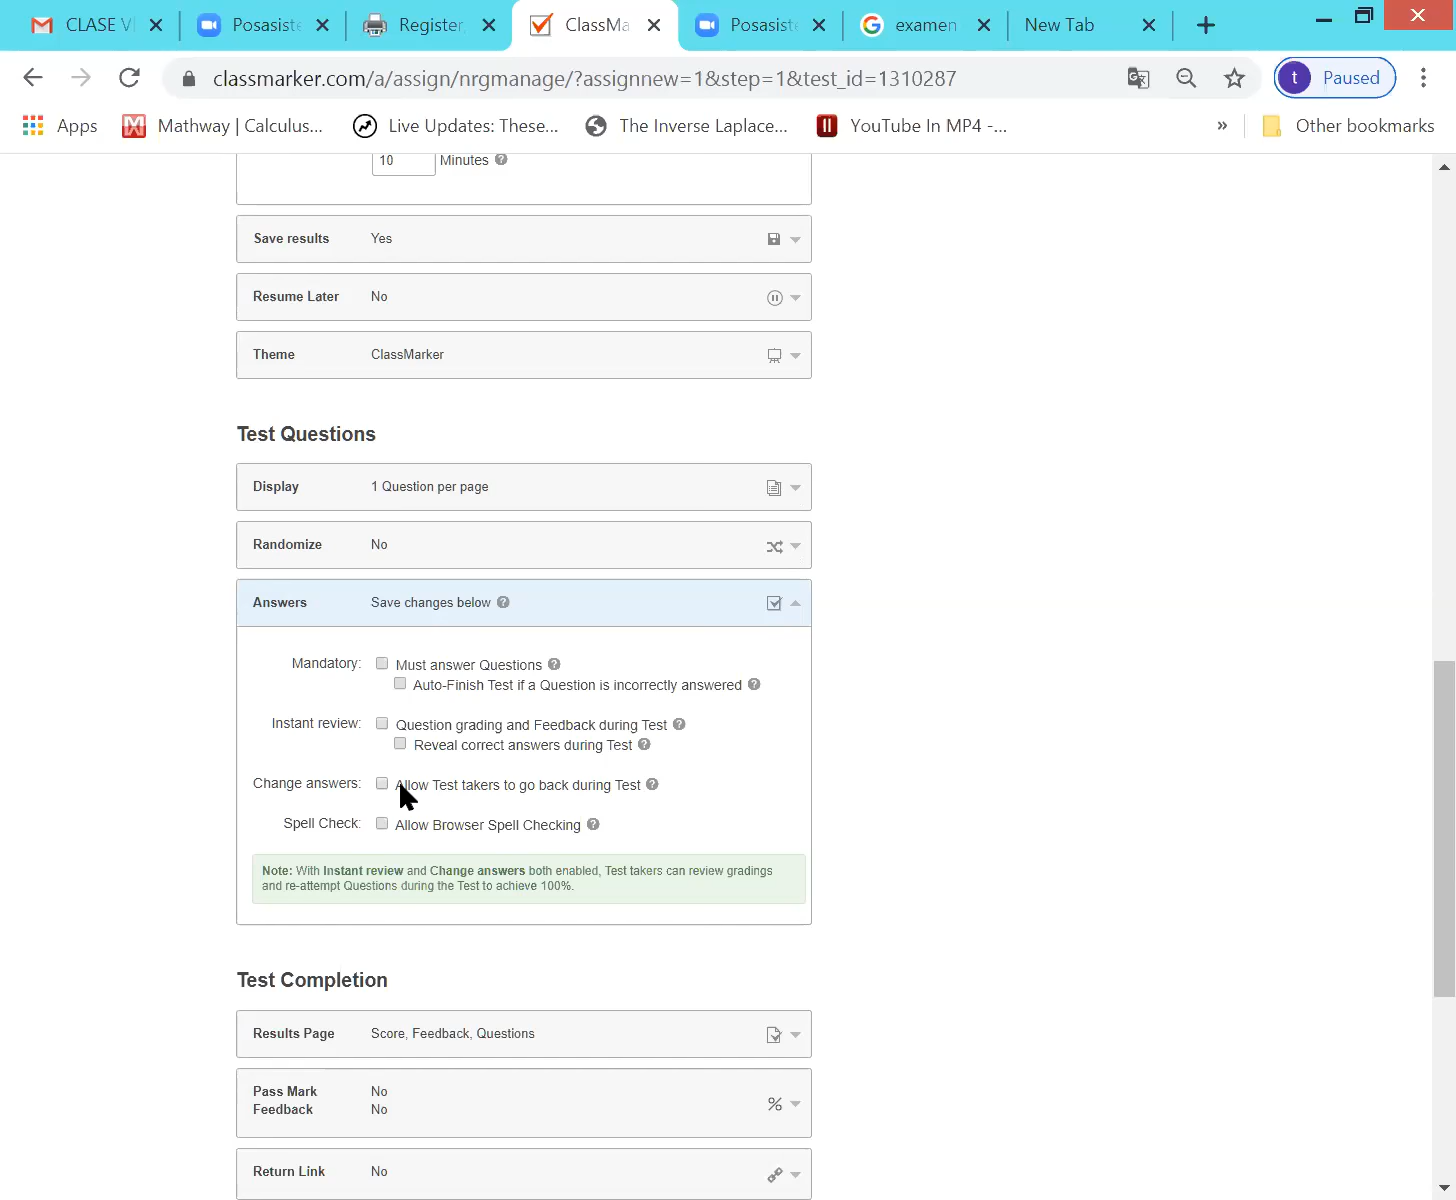 CLASE V
Posasiste
Register,
ClassMa
Posasiste
examen
New Tab
classmarker.com/a/assign/nrgmanage/?assignnew=1&step=1&test_id=1310287
t
Paused
Apps
Mathway | Calculus...
Live Updates: These...
The Inverse Laplace...
YouTube In MP4 -...
»
Other bookmarks
10 Minutes ?
Save results Yes
Resume Later No
Theme ClassMarker
Test Questions
Display 1 Question per page
Randomize No
Answers Save changes below ?
Mandatory: Must answer Questions ?
Auto-Finish Test if a Question is incorrectly answered ?
Instant review: Question grading and Feedback during Test ?
Reveal correct answers during Test ?
Change answers: Allow Test takers to go back during Test ?
Spell Check: Allow Browser Spell Checking ?
Note: With Instant review and Change answers both enabled, Test takers can review gradings
and re-attempt Questions during the Test to achieve 100%.
Test Completion
Results Page Score, Feedback, Questions
Pass Mark No
Feedback No
%
Return Link No